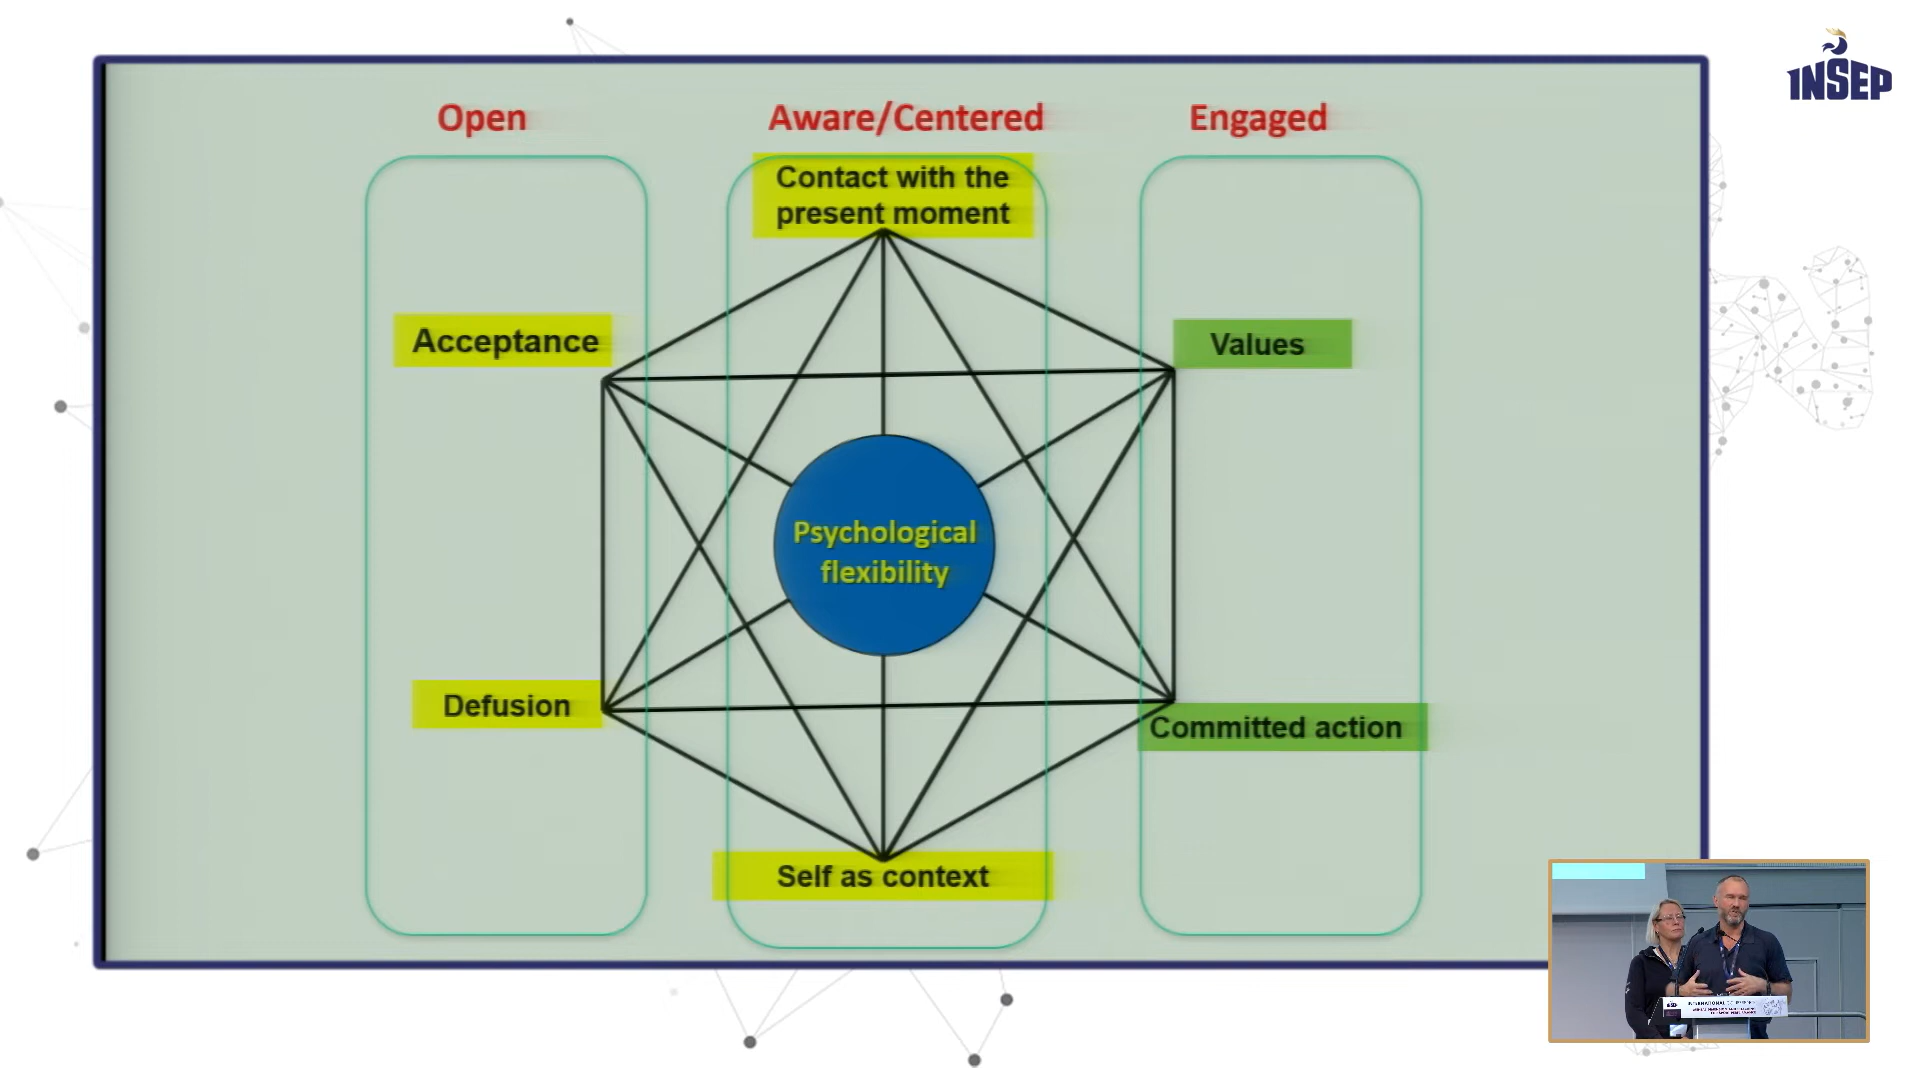 INSEP
Open
Aware/Centered
Engaged
Contact with the
present moment
Acceptance
Values
Psychological
flexibility
Defusion
Committed action
Self as context
INTERNATIONAL